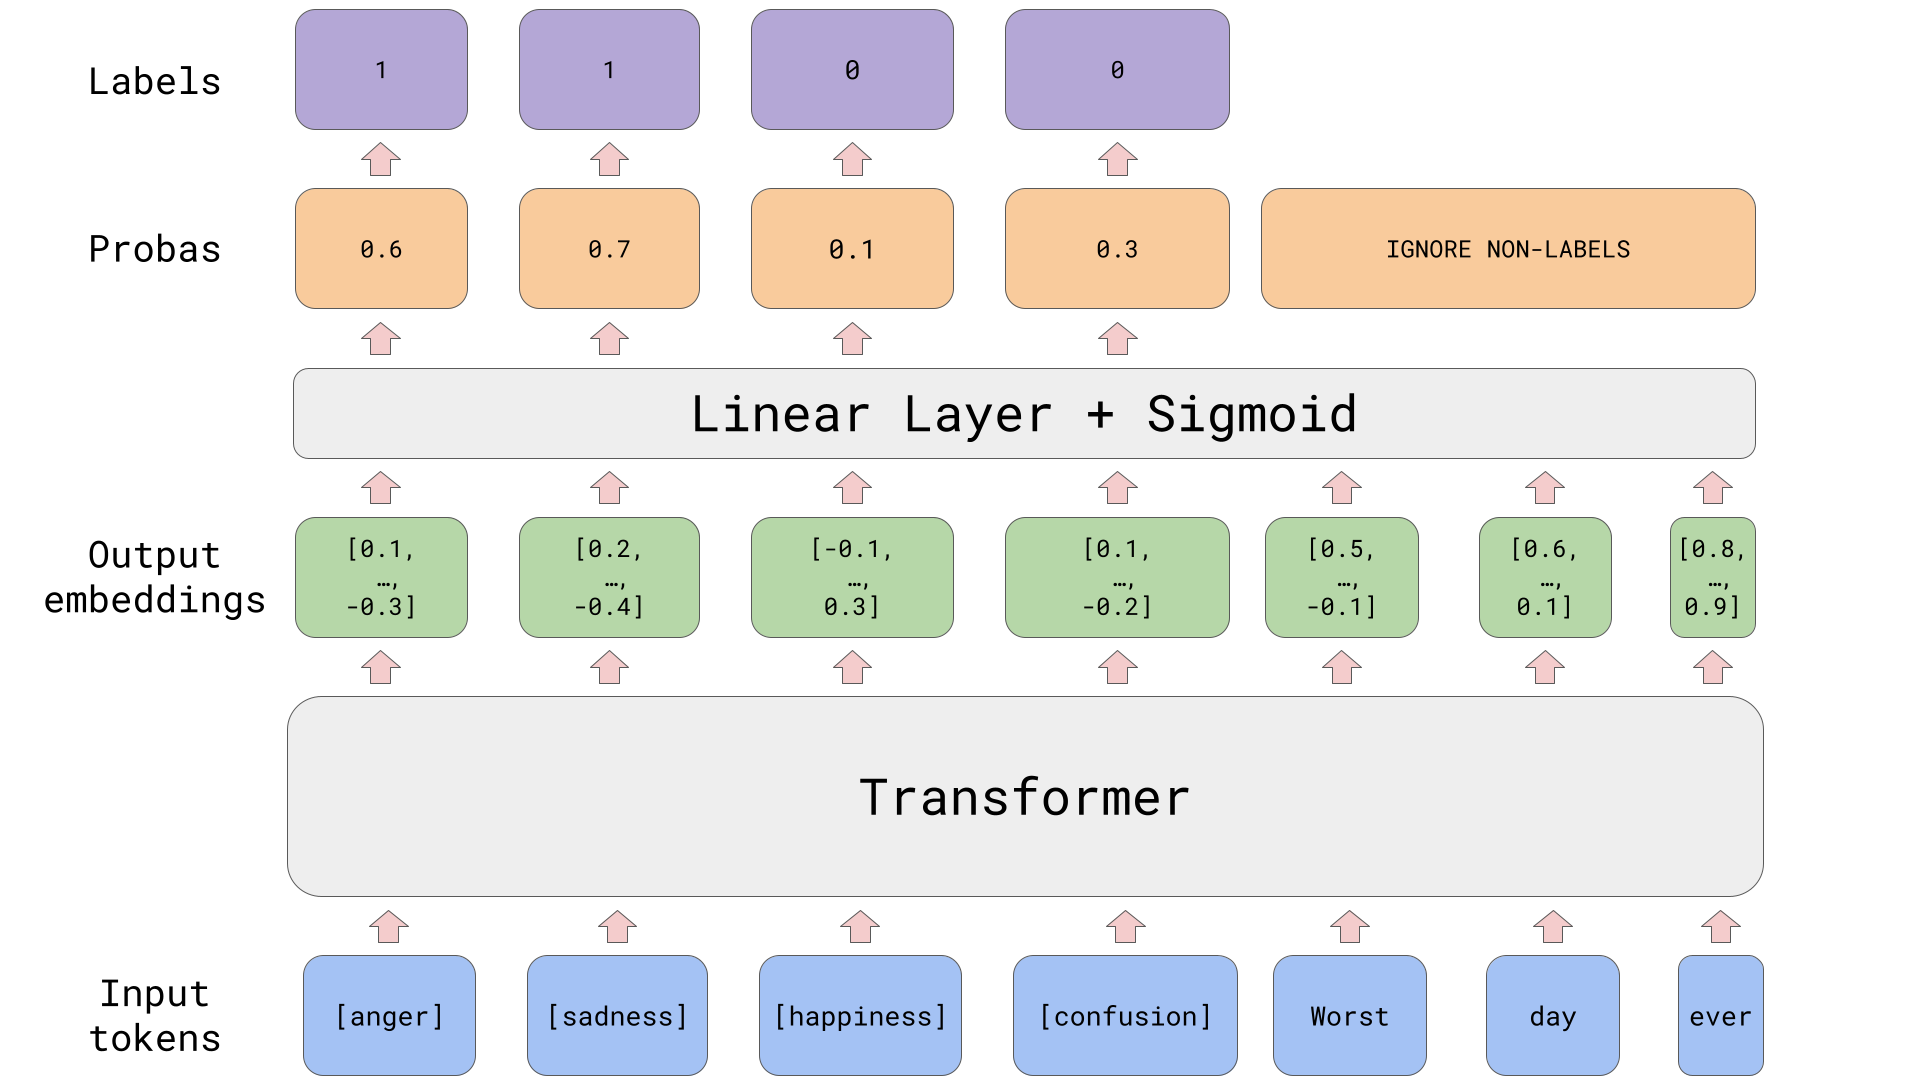 Labels
1
1
0
0
Probas
0.6
0.7
0.1
0.3
IGNORE NON-LABELS
Linear Layer + Sigmoid
Output
embeddings
[0.1,
…,
-0.3]
[0.2,
…,
-0.4]
[-0.1,
…,
0.3]
[0.1,
…,
-0.2]
[0.5,
…,
-0.1]
[0.6,
…,
0.1]
[0.8,
…,
0.9]
Transformer
Input
tokens
[anger]
[sadness]
[happiness]
[confusion]
Worst
day
ever